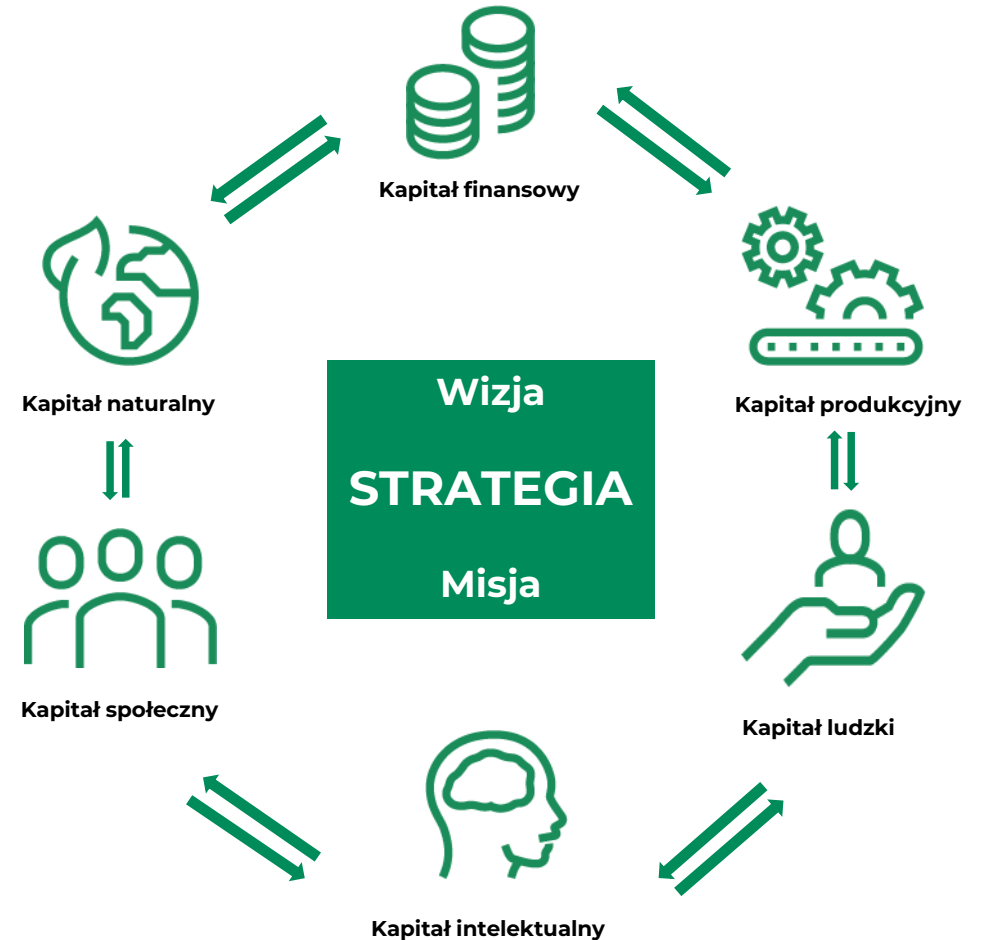 Kapitał finansowy
Kapitał naturalny
Kapitał produkcyjny
Wizja
STRATEGIA
Misja
Kapitał społeczny
Kapitał ludzki
Kapitał intelektualny